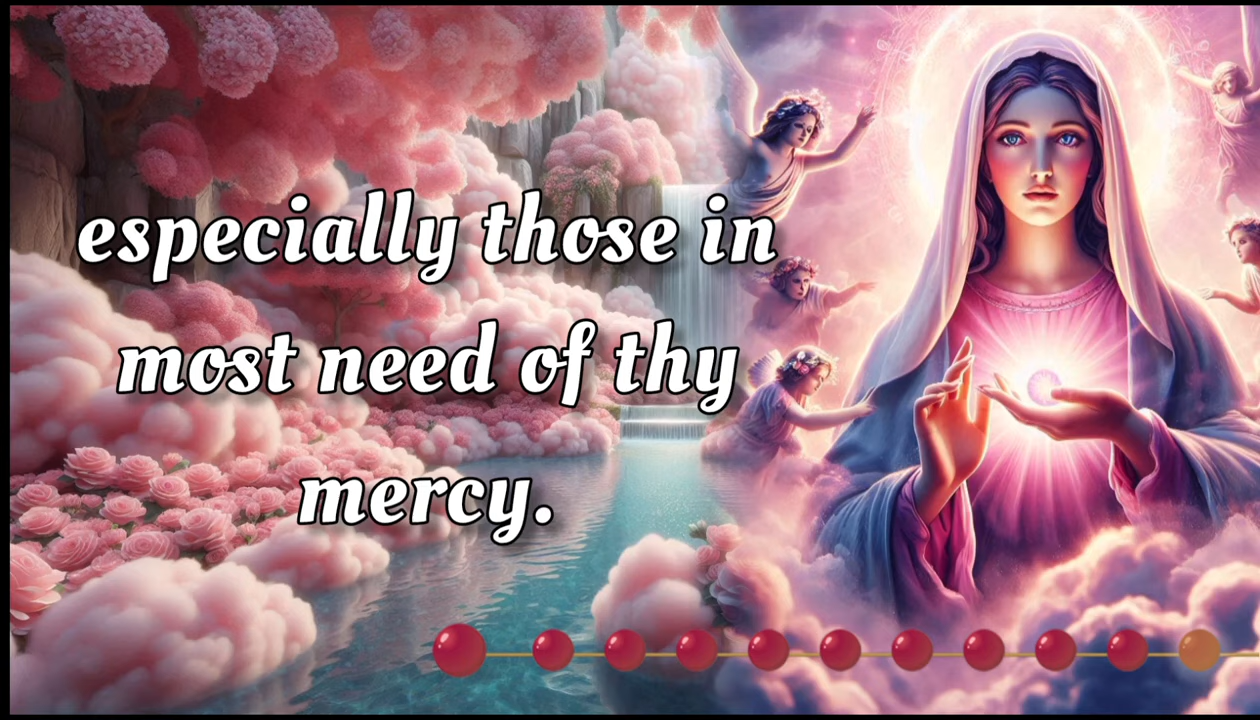 especially those in
most need of thy
mercy.